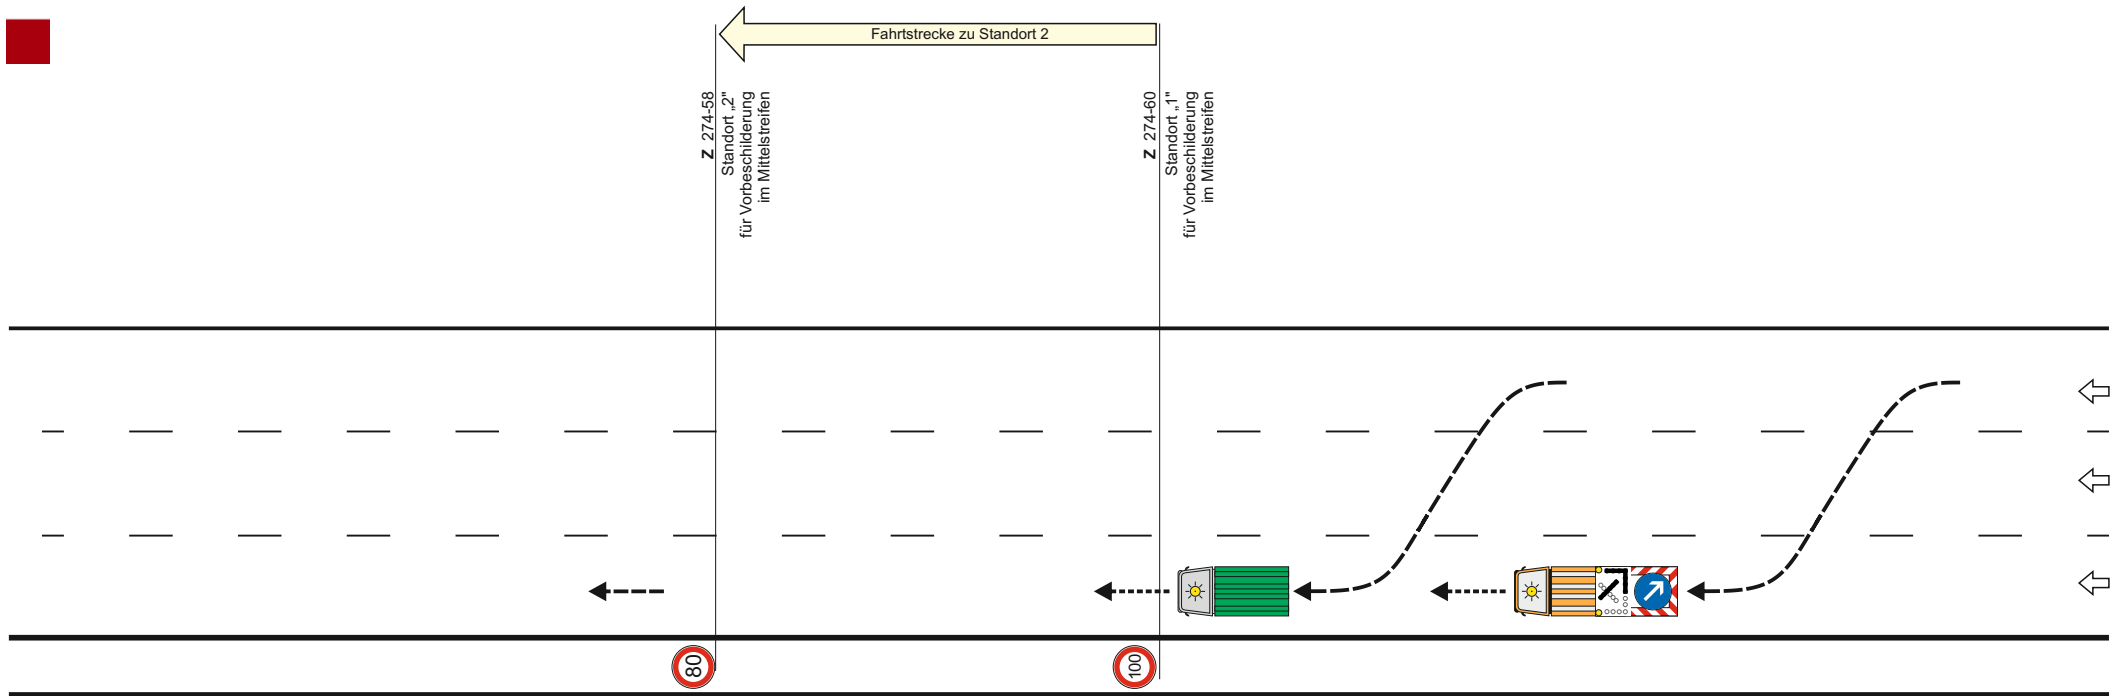 Fahrtstrecke zu Standort 2
Z 274-58
Standort „2"
für Vorbeschilderung
im Mittelstreifen
Z 274-60
Standort „1"
für Vorbeschilderung
im Mittelstreifen
80
100